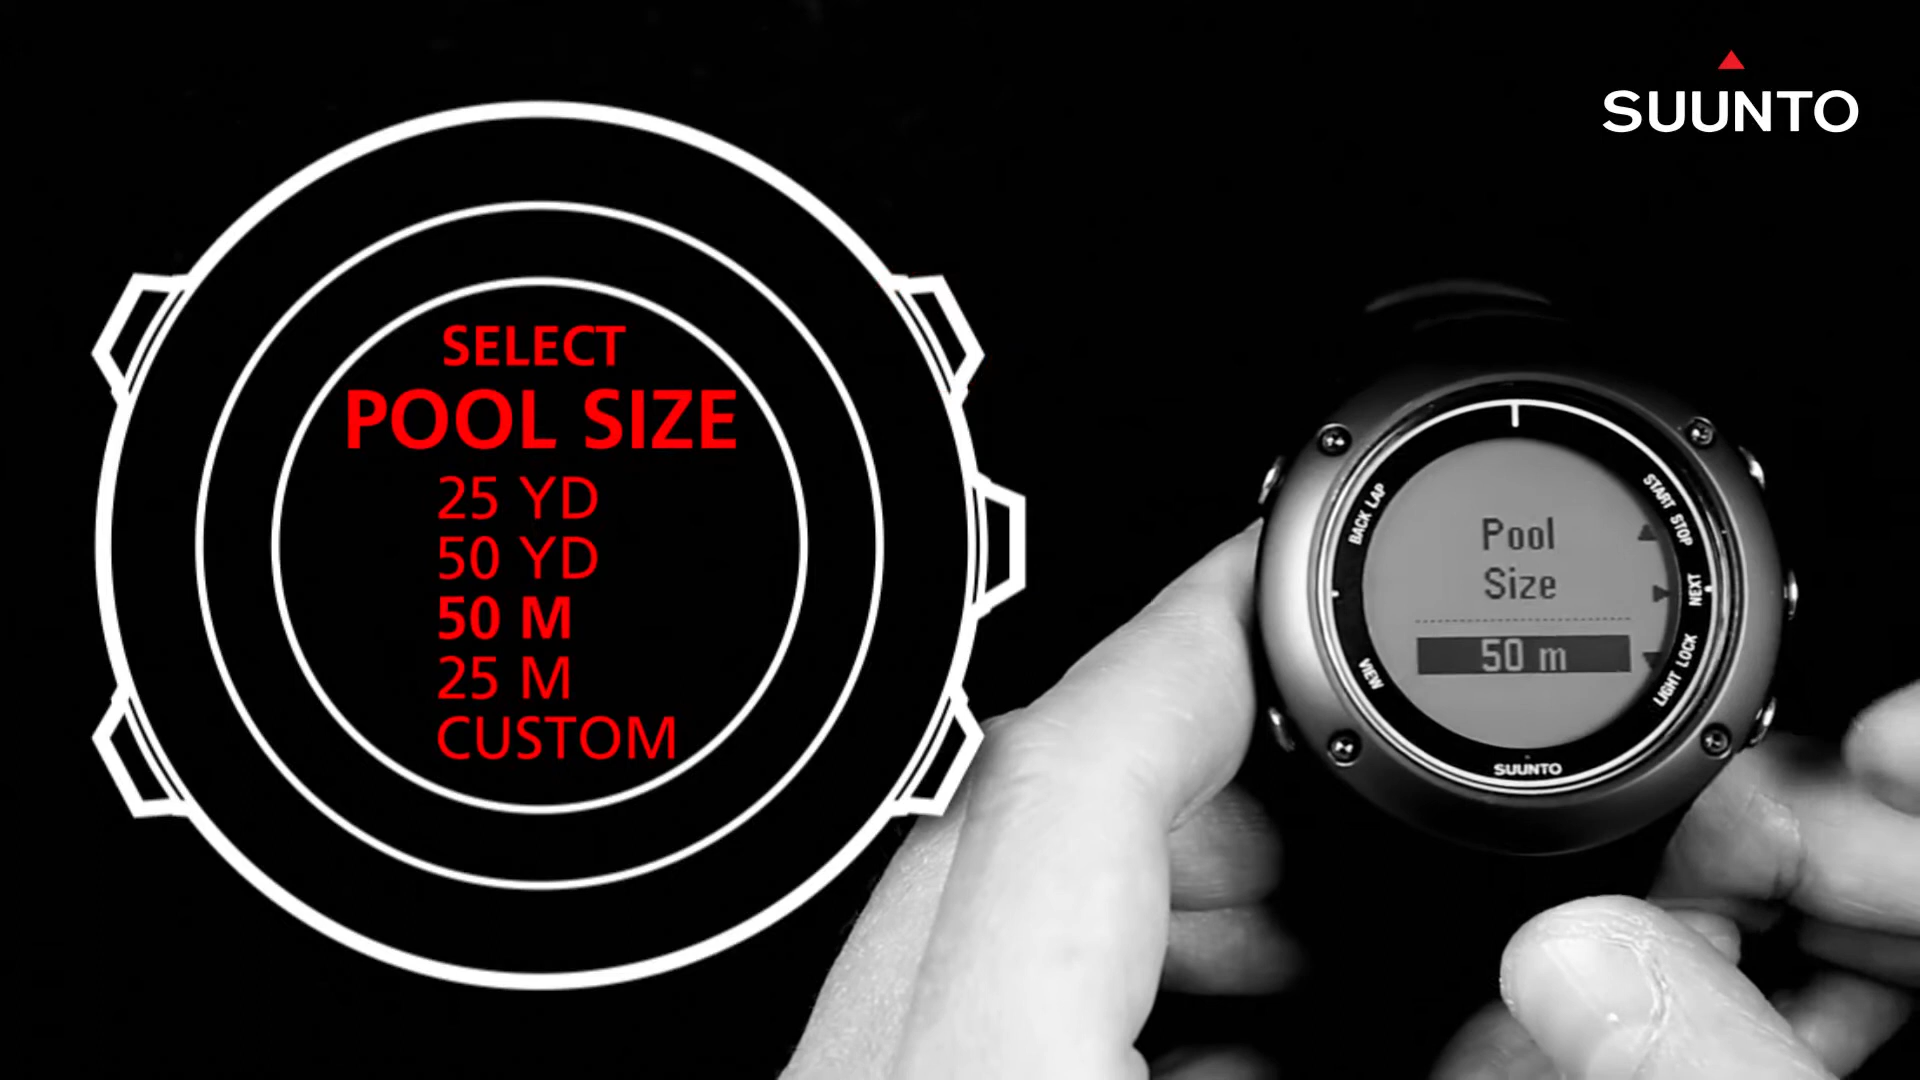 SUUNTO
SELECT
POOL SIZE
25 YD
50 YD
50 M
25 M
CUSTOM
BACK LAP
START STOP
Pool
Size
NEXT
50 m
VIEW
LIGHT LOCK
SUUNTO